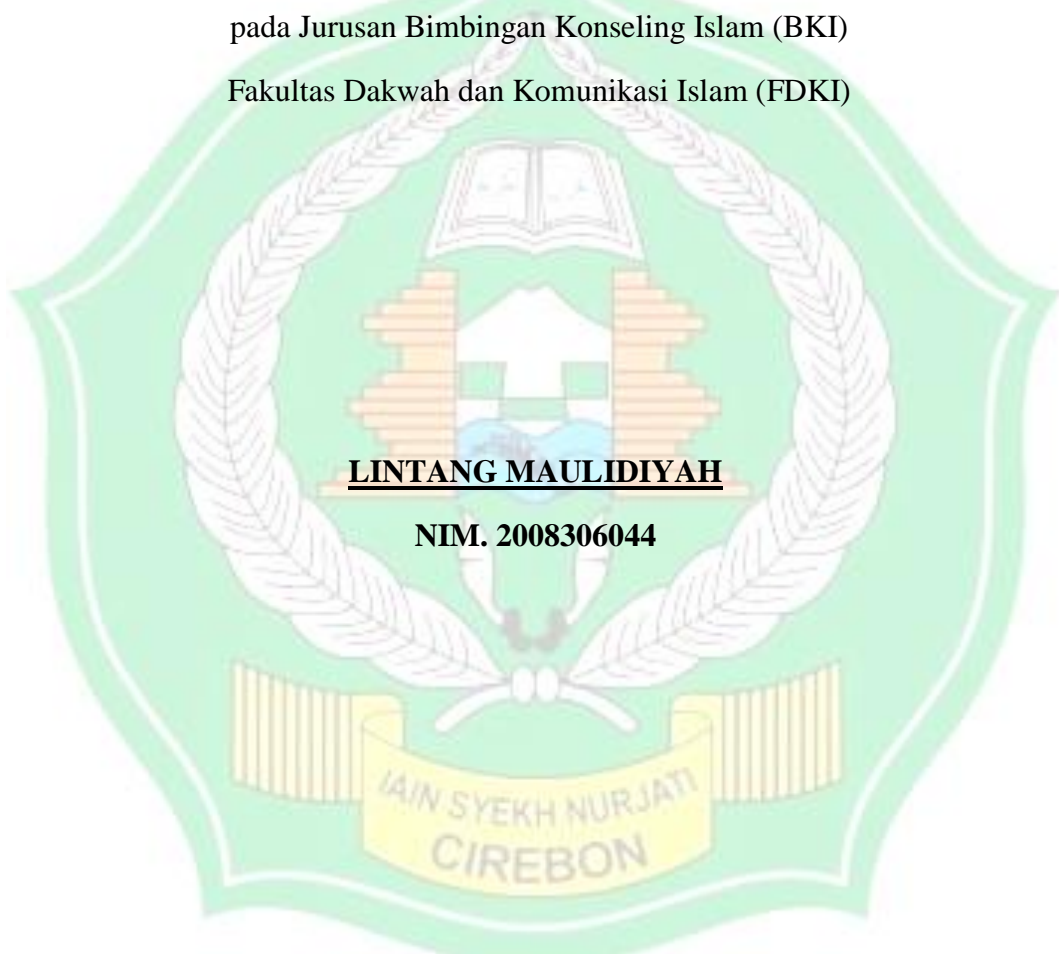 pada Jurusan Bimbingan Konseling Islam (BKI)
Fakultas Dakwah dan Komunikasi Islam (FDKI)
LINTANG MAULIDIYAH
NIM. 2008306044
IAIN SYEKH NURJATI
CIREBON